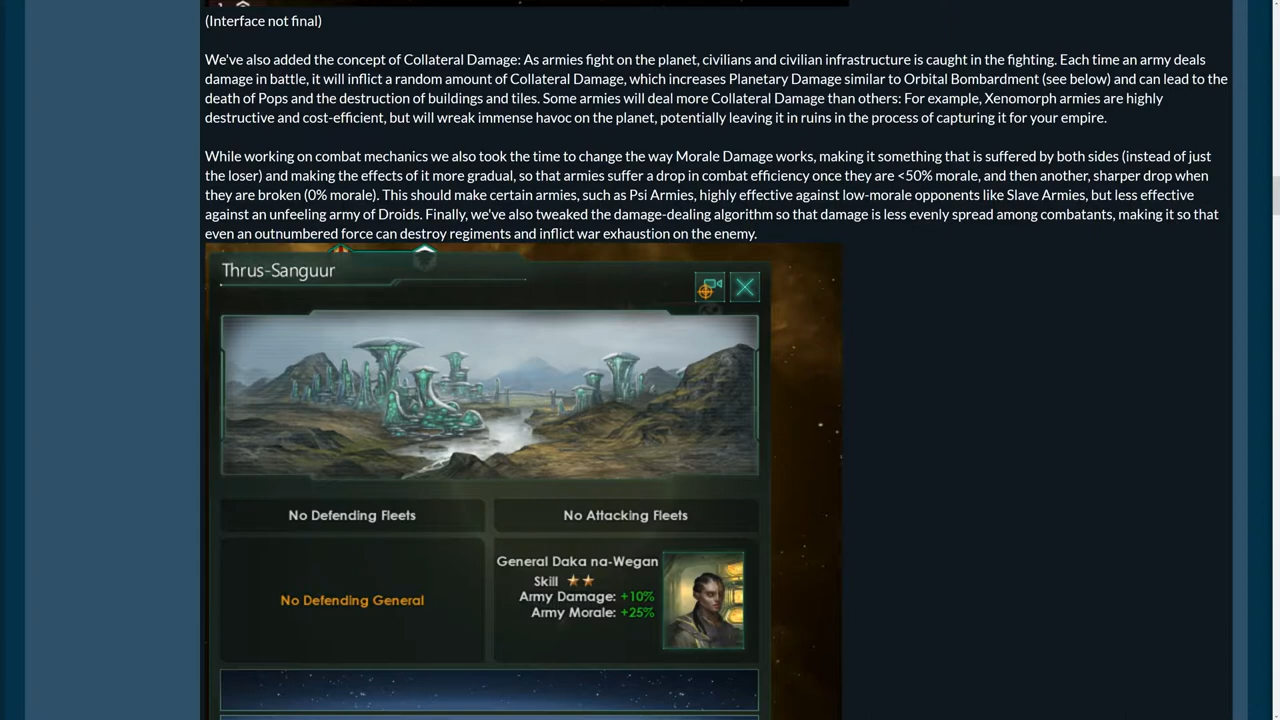 (Interface not final)
We've also added the concept of Collateral Damage: As armies fight on the planet, civilians and civilian infrastructure is caught in the fighting. Each time an army deals
damage in battle, it will inflict a random amount of Collateral Damage, which increases Planetary Damage similar to Orbital Bombardment (see below) and can lead to the
death of Pops and the destruction of buildings and tiles. Some armies will deal more Collateral Damage than others: For example, Xenomorph armies are highly
destructive and cost-efficient, but will wreak immense havoc on the planet, potentially leaving it in ruins in the process of capturing it for your empire.
While working on combat mechanics we also took the time to change the way Morale Damage works, making it something that is suffered by both sides (instead of just
the loser) and making the effects of it more gradual, so that armies suffer a drop in combat efficiency once they are <50% morale, and then another, sharper drop when
they are broken (0% morale). This should make certain armies, such as Psi Armies, highly effective against low-morale opponents like Slave Armies, but less effective
against an unfeeling army of Droids. Finally, we've also tweaked the damage-dealing algorithm so that damage is less evenly spread among combatants, making it so that
even an outnumbered force can destroy regiments and inflict war exhaustion on the enemy.
Thrus-Sanguur
No Defending Fleets
No Attacking Fleets
No Defending General
General Daka na-Wegan
Skill
Army Damage: +10%
Army Morale: +25%